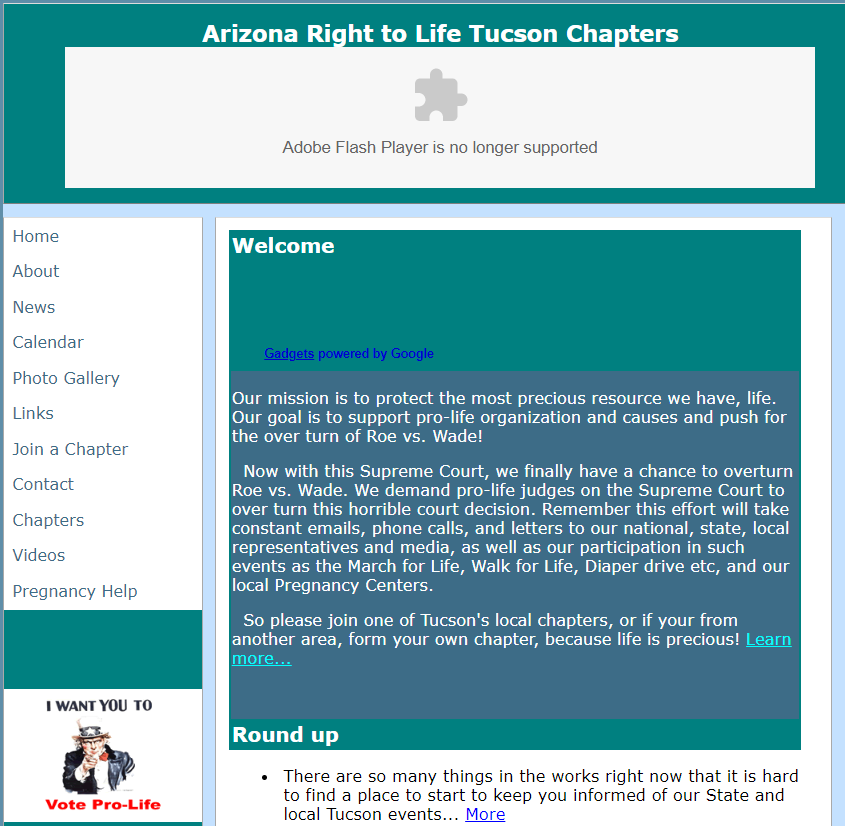 Arizona Right to Life Tucson Chapters
Adobe Flash Player is no longer supported
Home
About
News
Calendar
Photo Gallery
Links
Join a Chapter
Contact
Chapters
Videos
Pregnancy Help
I WANT YOU TO
Vote Pro-Life
Welcome
Gadgets powered by Google
Our mission is to protect the most precious resource we have, life.
Our goal is to support pro-life organization and causes and push for
the over turn of Roe vs. Wade!
Now with this Supreme Court, we finally have a chance to overturn
Roe vs. Wade. We demand pro-life judges on the Supreme Court to
over turn this horrible court decision. Remember this effort will take
constant emails, phone calls, and letters to our national, state, local
representatives and media, as well as our participation in such
events as the March for Life, Walk for Life, Diaper drive etc, and our
local Pregnancy Centers.
So please join one of Tucson's local chapters, or if your from
another area, form your own chapter, because life is precious! Learn
more...
Round up
• There are so many things in the works right now that it is hard
to find a place to start to keep you informed of our State and
local Tucson events... More